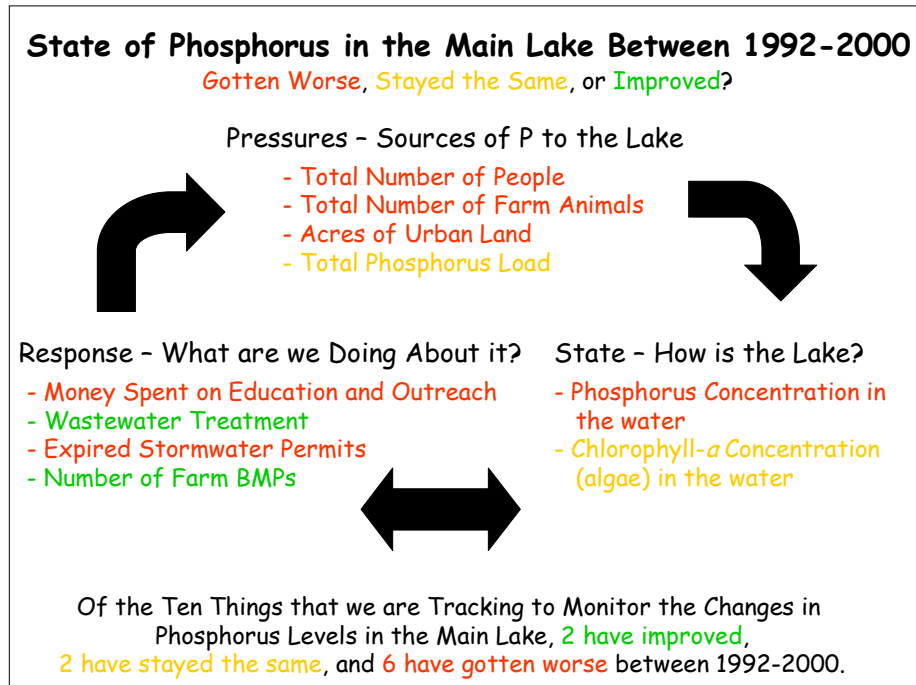 State of Phosphorus in the Main Lake Between 1992-2000
Gotten Worse, Stayed the Same, or Improved?
Pressures – Sources of P to the Lake
- Total Number of People
- Total Number of Farm Animals
- Acres of Urban Land
- Total Phosphorus Load
Response – What are we Doing About it?
- Money Spent on Education and Outreach
- Wastewater Treatment
- Expired Stormwater Permits
- Number of Farm BMPs
State – How is the Lake?
- Phosphorus Concentration in
the water
- Chlorophyll-a Concentration
(algae) in the water
Of the Ten Things that we are Tracking to Monitor the Changes in
Phosphorus Levels in the Main Lake, 2 have improved,
2 have stayed the same, and 6 have gotten worse between 1992-2000.